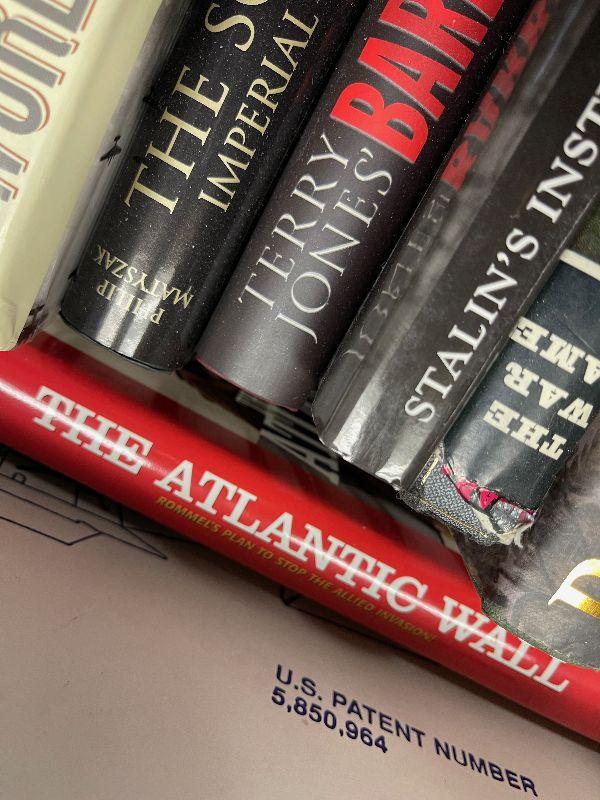 THE
IMPERIAL
PHILIP
MATYSZAK
TERRY
JONES
STALIN'S
THE
WAR
THE ATLANTIC WALL
ROMMEL'S PLAN TO STOP THE ALLIED INVASION!
U.S. PATENT NUMBER
5,850,964